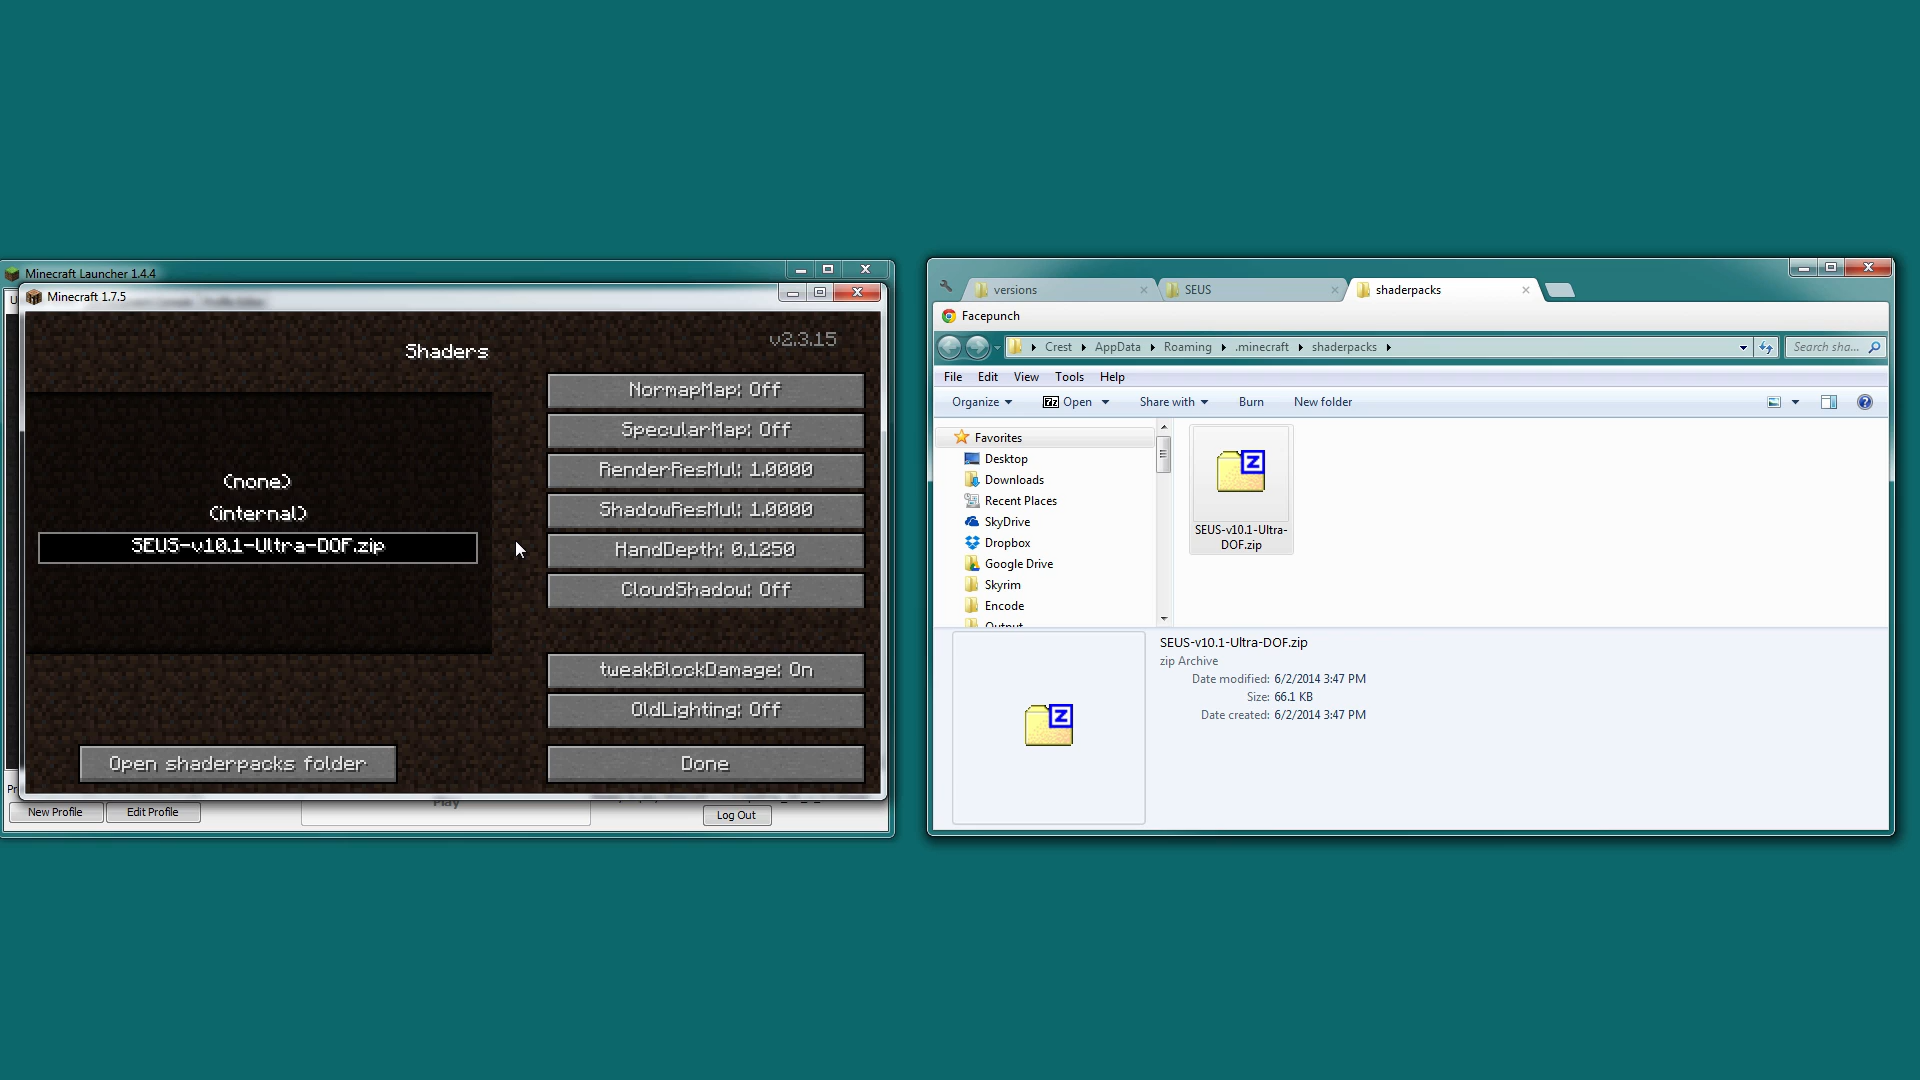 Minecraft Launcher 1.4.4
Minecraft 1.7.5
Shaders
v2.3.15
(none)
(internal)
SEUS-v10.1-Ultra-DOF.zip
NormapMap: Off
SpecularMap: Off
RenderResMul: 1.0000
ShadowResMul: 1.0000
HandDepth: 0.1250
CloudShadow: Off
tweakBlockDamage: On
OldLighting: Off
Open shaderpacks folder
Done
Play
New Profile
Edit Profile
Log Out
versions
SEUS
shaderpacks
Facepunch
Crest
AppData
Roaming
.minecraft
shaderpacks
Search sha...
File
Edit
View
Tools
Help
Organize
Open
Share with
Burn
New folder
Favorites
Desktop
Downloads
Recent Places
SkyDrive
Dropbox
Google Drive
Skyrim
Encode
Output
SEUS-v10.1-Ultra-
DOF.zip
SEUS-v10.1-Ultra-DOF.zip
zip Archive
Date modified: 6/2/2014 3:47 PM
Size: 66.1 KB
Date created: 6/2/2014 3:47 PM